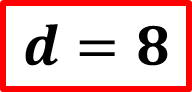 d = 8